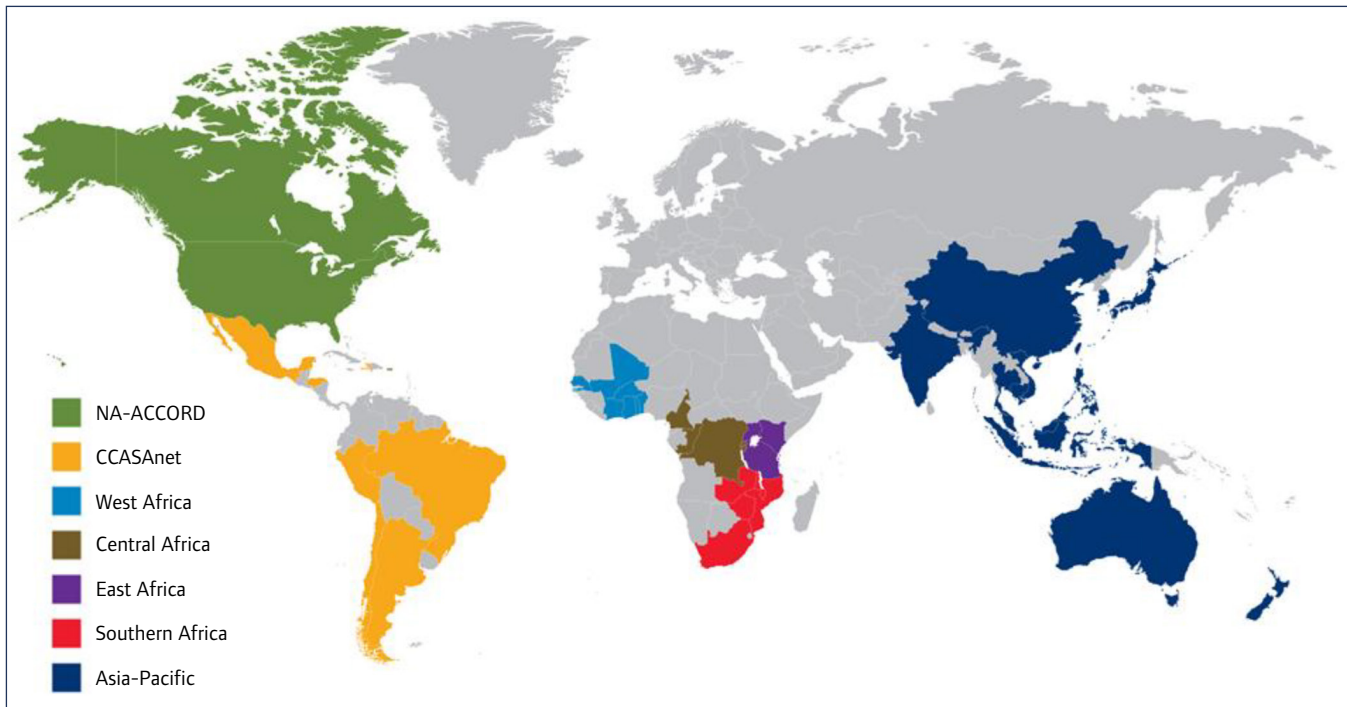 NA-ACCORD
CCASAnet
West Africa
Central Africa
East Africa
Southern Africa
Asia-Pacific